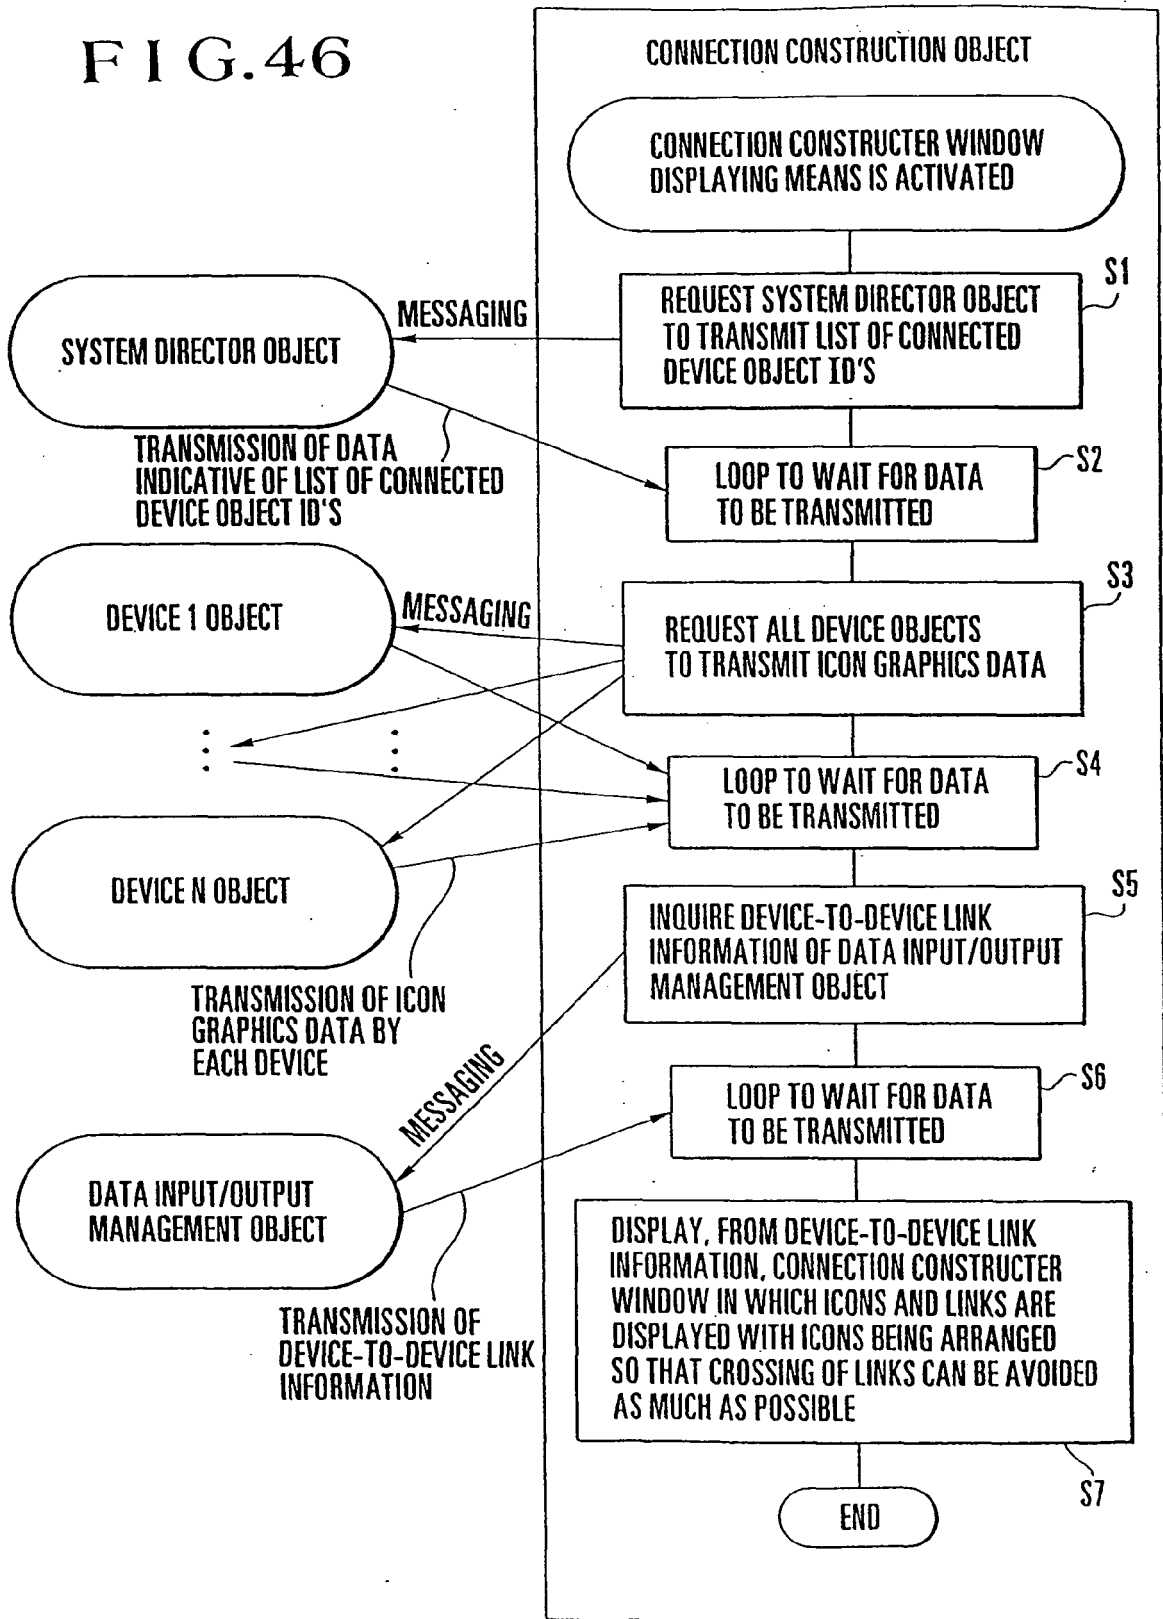 FIG.46
CONNECTION CONSTRUCTION OBJECT
CONNECTION CONSTRUCTER WINDOW
DISPLAYING MEANS IS ACTIVATED
S1
REQUEST SYSTEM DIRECTOR OBJECT
TO TRANSMIT LIST OF CONNECTED
DEVICE OBJECT ID'S
MESSAGING
SYSTEM DIRECTOR OBJECT
TRANSMISSION OF DATA
INDICATIVE OF LIST OF CONNECTED
DEVICE OBJECT ID'S
S2
LOOP TO WAIT FOR DATA
TO BE TRANSMITTED
S3
REQUEST ALL DEVICE OBJECTS
TO TRANSMIT ICON GRAPHICS DATA
MESSAGING
DEVICE 1 OBJECT
S4
LOOP TO WAIT FOR DATA
TO BE TRANSMITTED
DEVICE N OBJECT
TRANSMISSION OF ICON
GRAPHICS DATA BY
EACH DEVICE
S5
INQUIRE DEVICE-TO-DEVICE LINK
INFORMATION OF DATA INPUT/OUTPUT
MANAGEMENT OBJECT
MESSAGING
S6
LOOP TO WAIT FOR DATA
TO BE TRANSMITTED
DATA INPUT/OUTPUT
MANAGEMENT OBJECT
TRANSMISSION OF
DEVICE-TO-DEVICE LINK
INFORMATION
DISPLAY, FROM DEVICE-TO-DEVICE LINK
INFORMATION, CONNECTION CONSTRUCTER
WINDOW IN WHICH ICONS AND LINKS ARE
DISPLAYED WITH ICONS BEING ARRANGED
SO THAT CROSSING OF LINKS CAN BE AVOIDED
AS MUCH AS POSSIBLE
S7
END